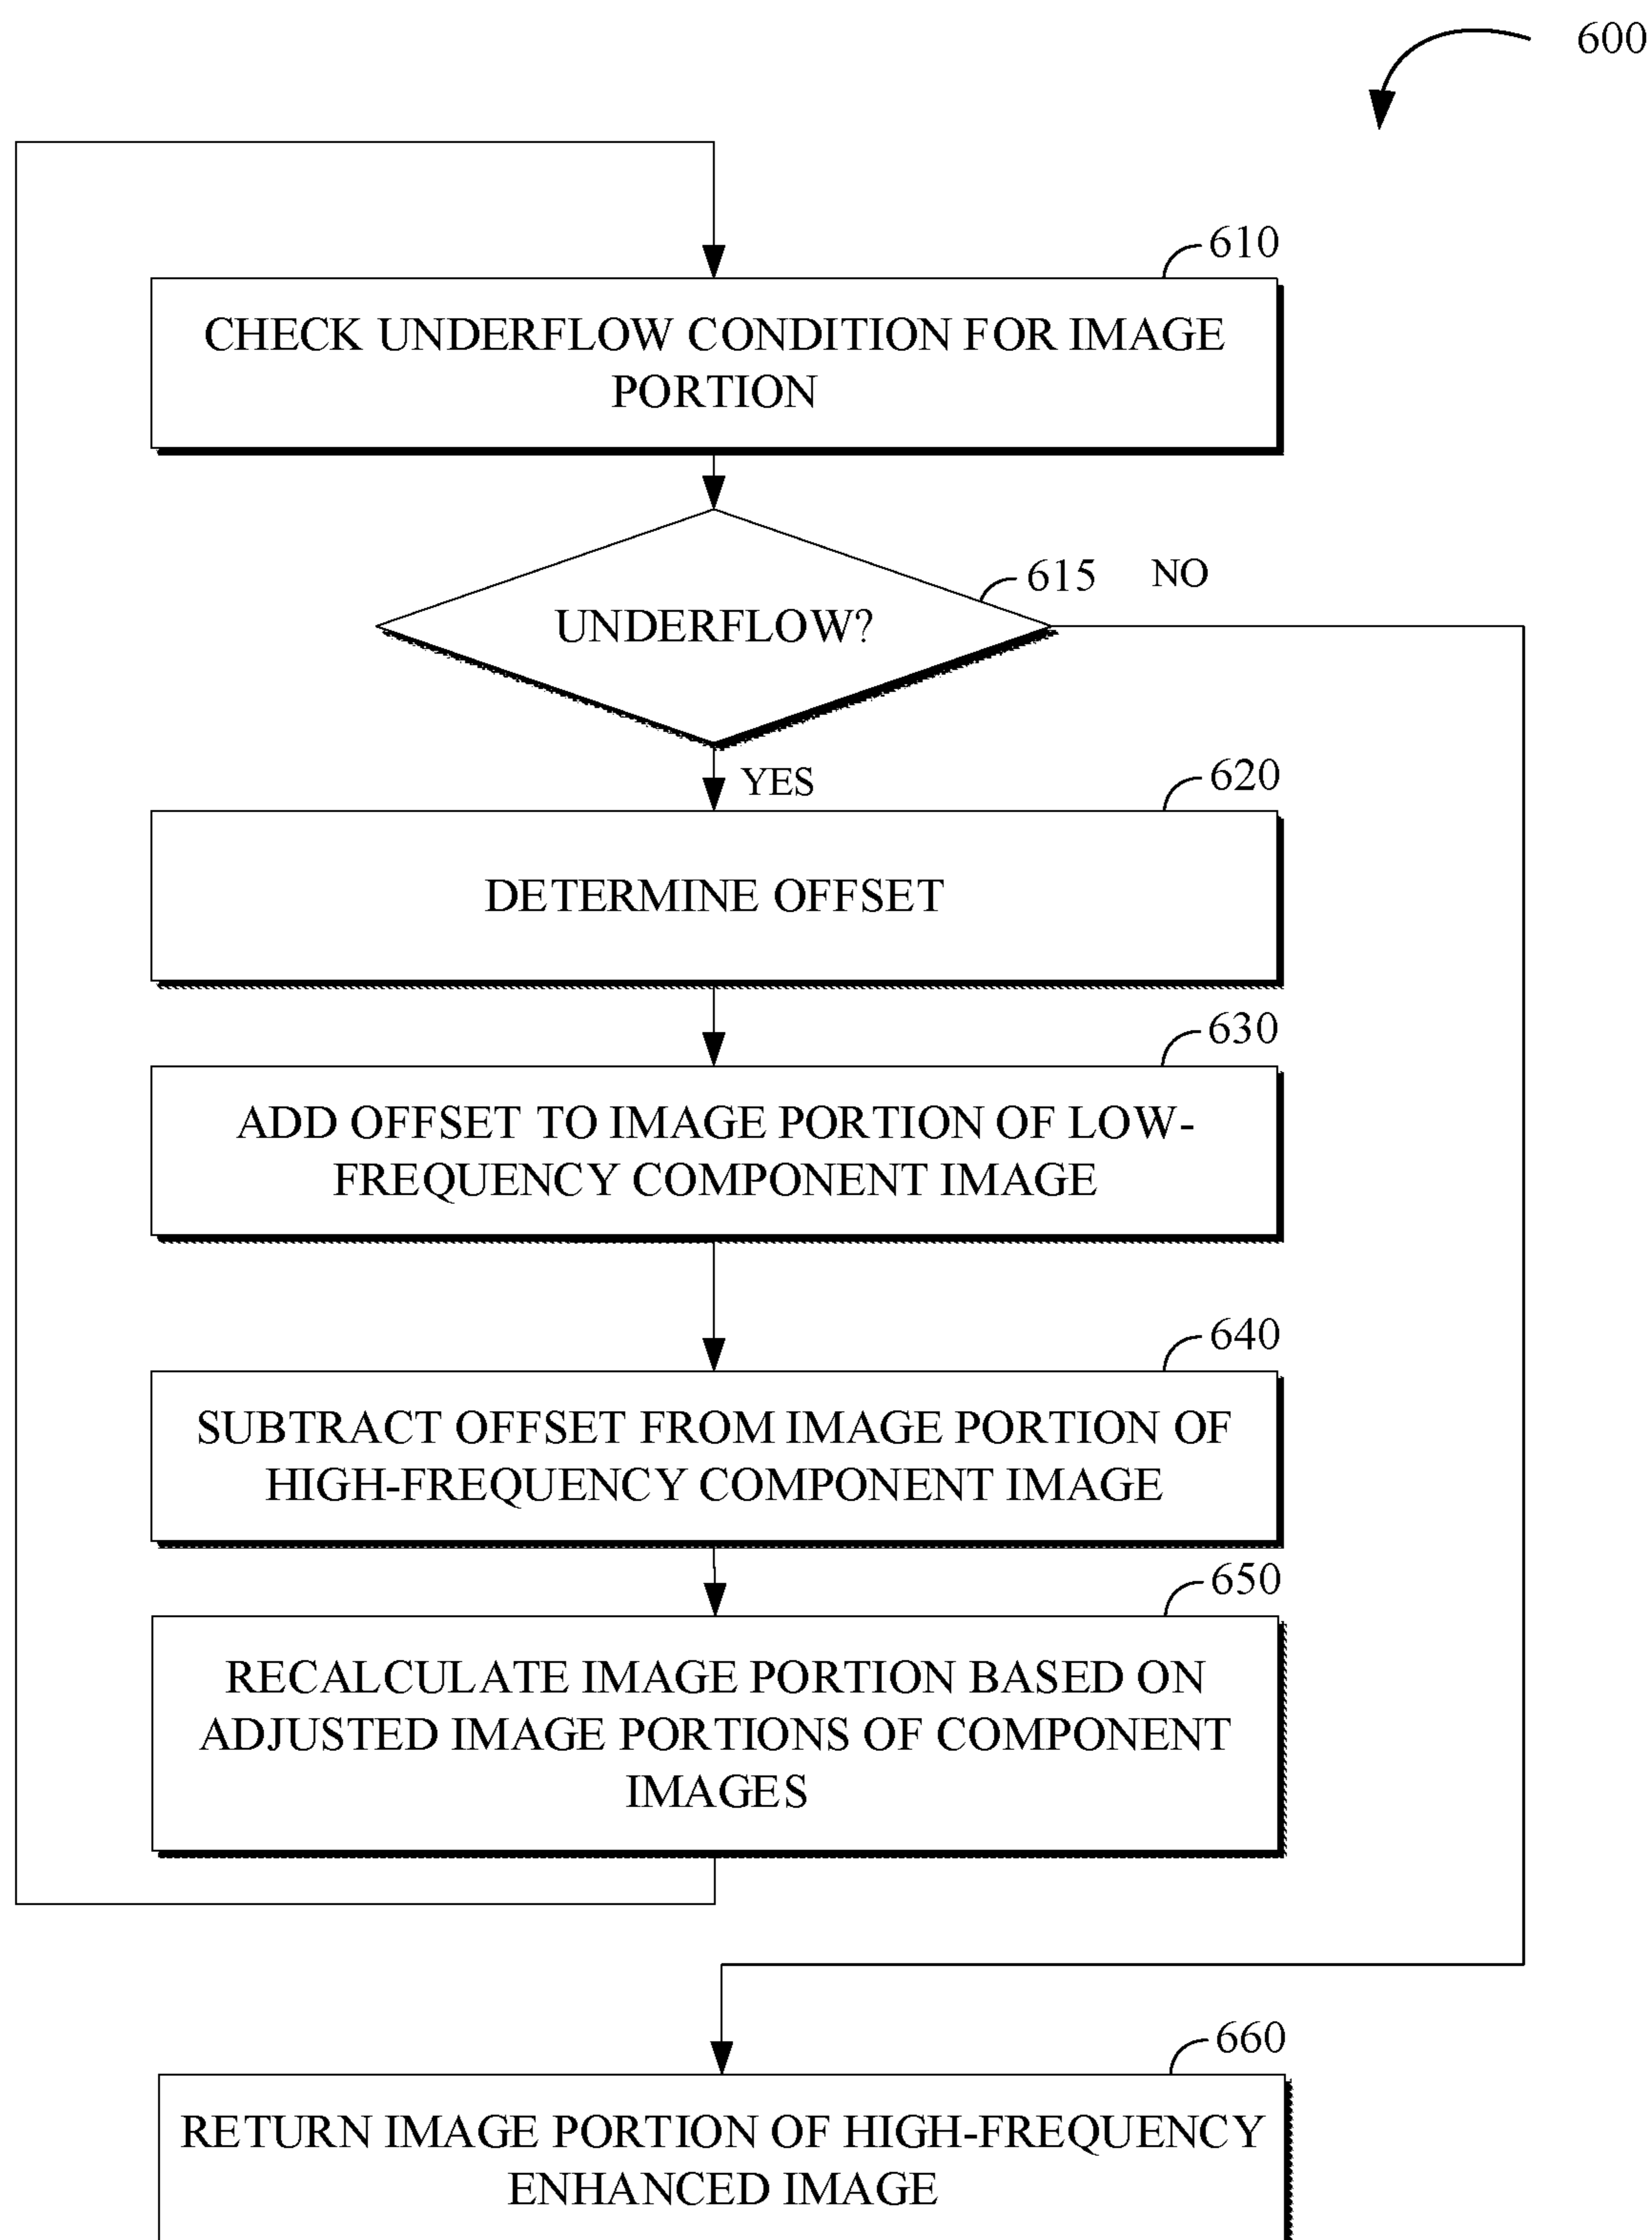 600
610
CHECK UNDERFLOW CONDITION FOR IMAGE
PORTION
615 NO
UNDERFLOW?
YES
620
DETERMINE OFFSET
630
ADD OFFSET TO IMAGE PORTION OF LOW-
FREQUENCY COMPONENT IMAGE
640
SUBTRACT OFFSET FROM IMAGE PORTION OF
HIGH-FREQUENCY COMPONENT IMAGE
650
RECALCULATE IMAGE PORTION BASED ON
ADJUSTED IMAGE PORTIONS OF COMPONENT
IMAGES
660
RETURN IMAGE PORTION OF HIGH-FREQUENCY
ENHANCED IMAGE